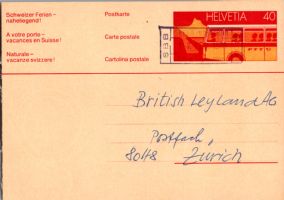 Schweizer Ferien -
naheliegend!
A votre porte -
vacances en Suisse!
Naturale -
vacanze svizzere!
Postkarte
Carte postale
Cartolina postale
HELVETIA 40
SBB
British Leyland AG
Postfach,
8048 Zürich